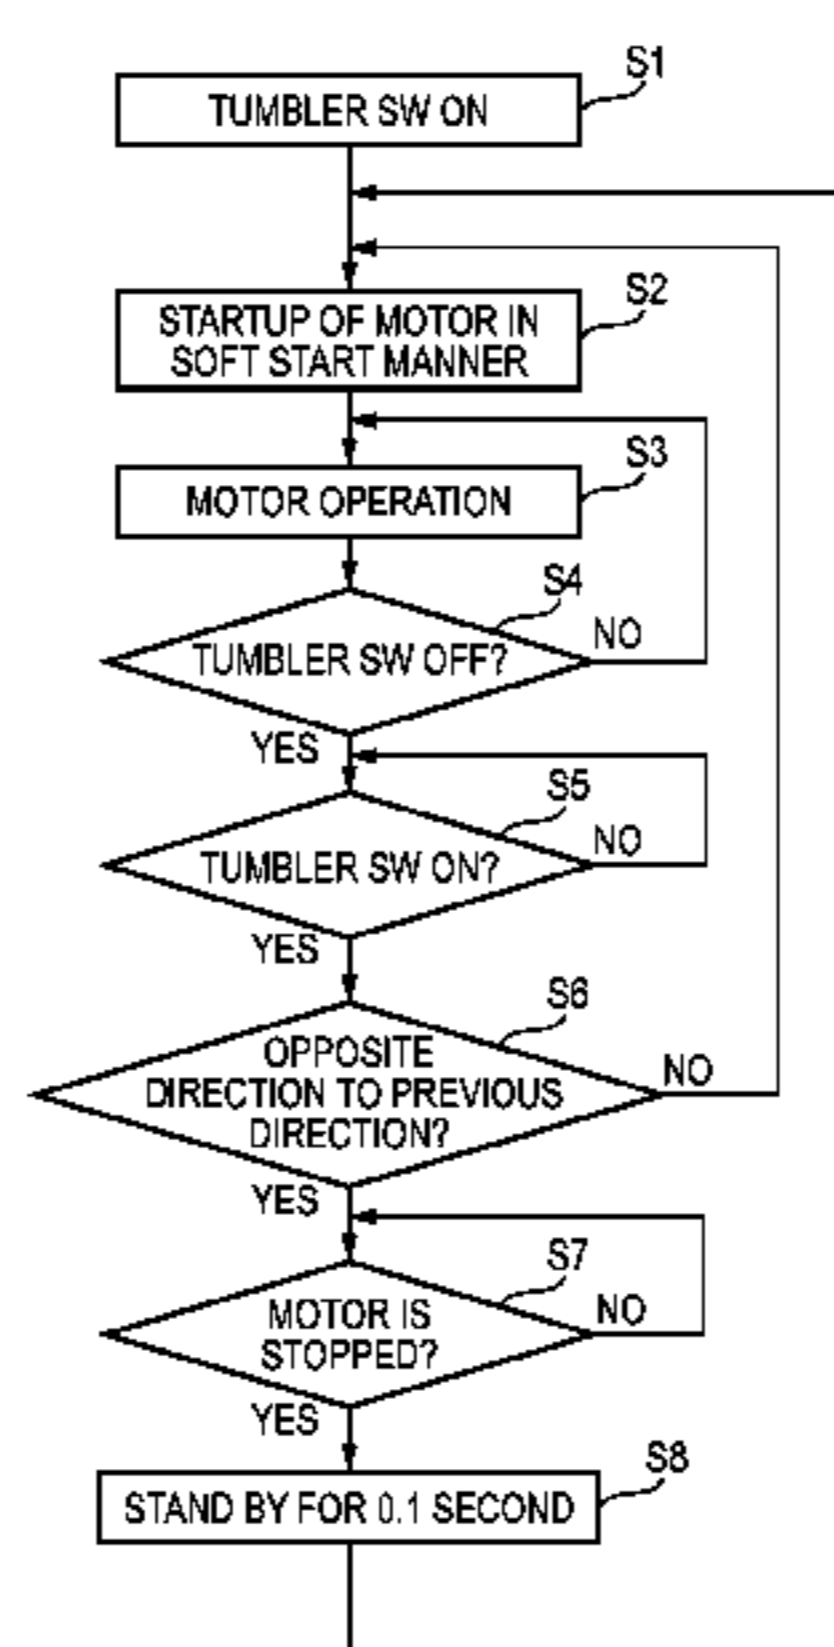 S1
TUMBLER SW ON
S2
STARTUP OF MOTOR IN
SOFT START MANNER
S3
MOTOR OPERATION
S4
NO
TUMBLER SW OFF?
YES
S5
NO
TUMBLER SW ON?
YES
S6
OPPOSITE
NO
DIRECTION TO PREVIOUS
DIRECTION?
YES
S7
NO
MOTOR IS
STOPPED?
YES
S8
STAND BY FOR 0.1 SECOND